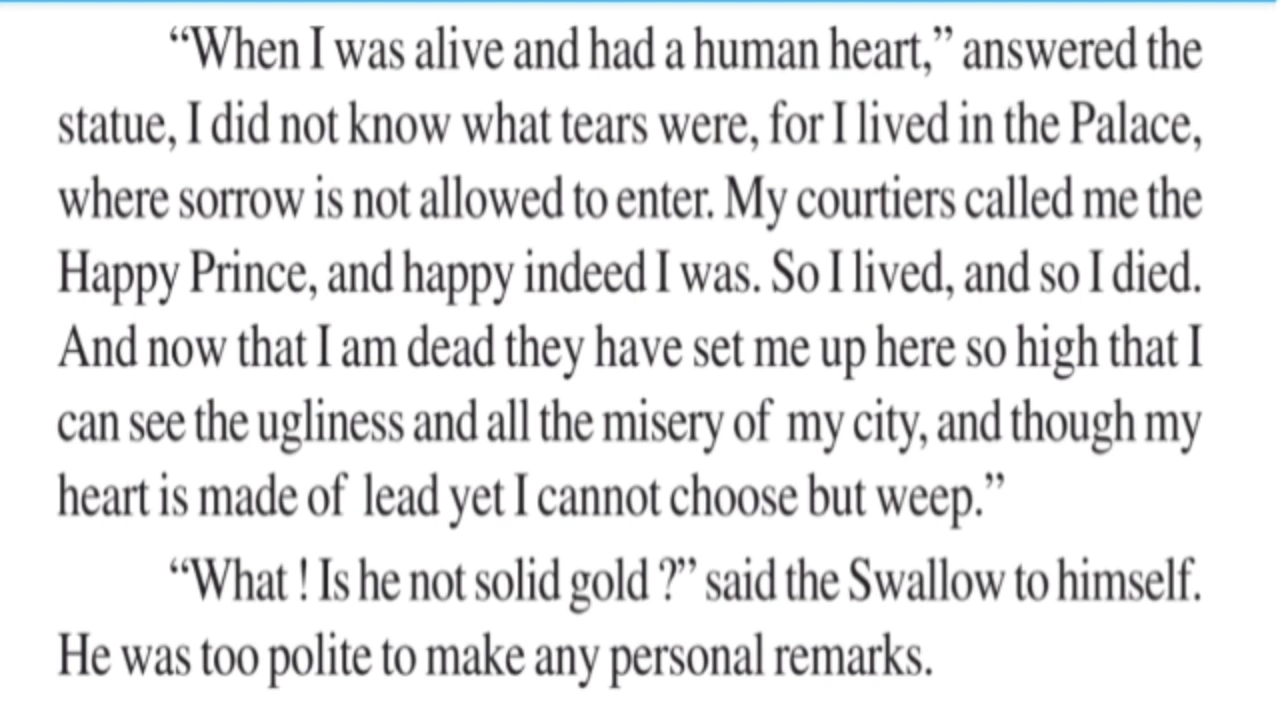 “When I was alive and had a human heart,” answered the
statue, I did not know what tears were, for I lived in the Palace,
where sorrow is not allowed to enter. My courtiers called me the
Happy Prince, and happy indeed I was. So I lived, and so I died.
And now that I am dead they have set me up here so high that I
can see the ugliness and all the misery of my city, and though my
heart is made of lead yet I cannot choose but weep.”
“What ! Is he not solid gold ?” said the Swallow to himself.
He was too polite to make any personal remarks.